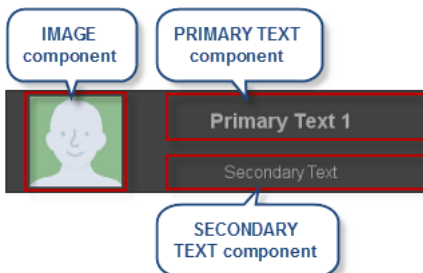 IMAGE
component
PRIMARY TEXT
component
Primary Text 1
Secondary Text
SECONDARY
TEXT component